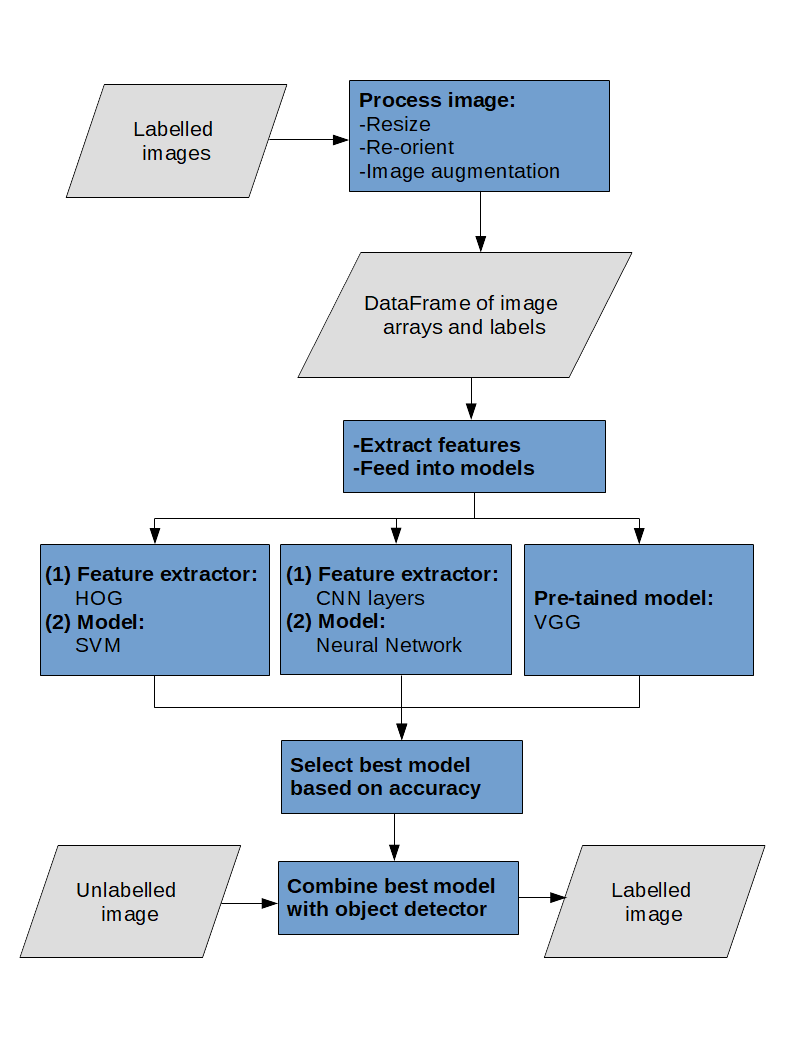 Labelled
images
Process image:
-Resize
-Re-orient
-Image augmentation
DataFrame of image
arrays and labels
-Extract features
-Feed into models
(1) Feature extractor:
HOG
(2) Model:
SVM
(1) Feature extractor:
CNN layers
(2) Model:
Neural Network
Pre-tained model:
VGG
Select best model
based on accuracy
Unlabelled
image
Combine best model
with object detector
Labelled
image